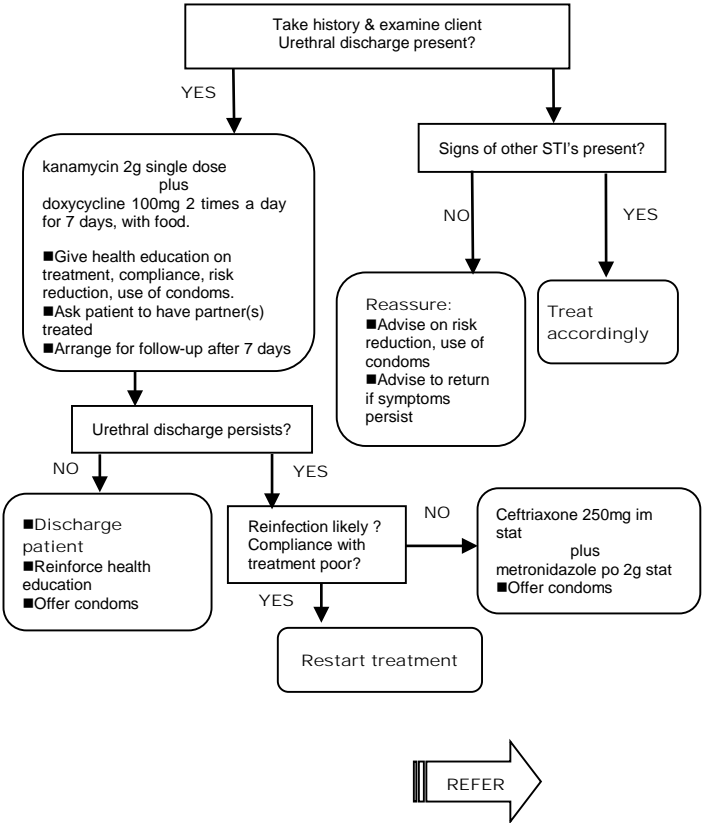 Take history & examine client
Urethral discharge present?
YES
kanamycin 2g single dose
plus
doxycycline 100mg 2 times a day
for 7 days, with food.
■Give health education on
treatment, compliance, risk
reduction, use of condoms.
■Ask patient to have partner(s)
treated
■Arrange for follow-up after 7 days
Signs of other STI's present?
NO
YES
Reassure:
■Advise on risk
reduction, use of
condoms
■Advise to return
if symptoms
persist
Treat
accordingly
Urethral discharge persists?
NO
YES
■Discharge
patient
■Reinforce health
education
■Offer condoms
Reinfection likely ?
Compliance with
treatment poor?
NO
Ceftriaxone 250mg im
stat
plus
metronidazole po 2g stat
■Offer condoms
YES
Restart treatment
REFER